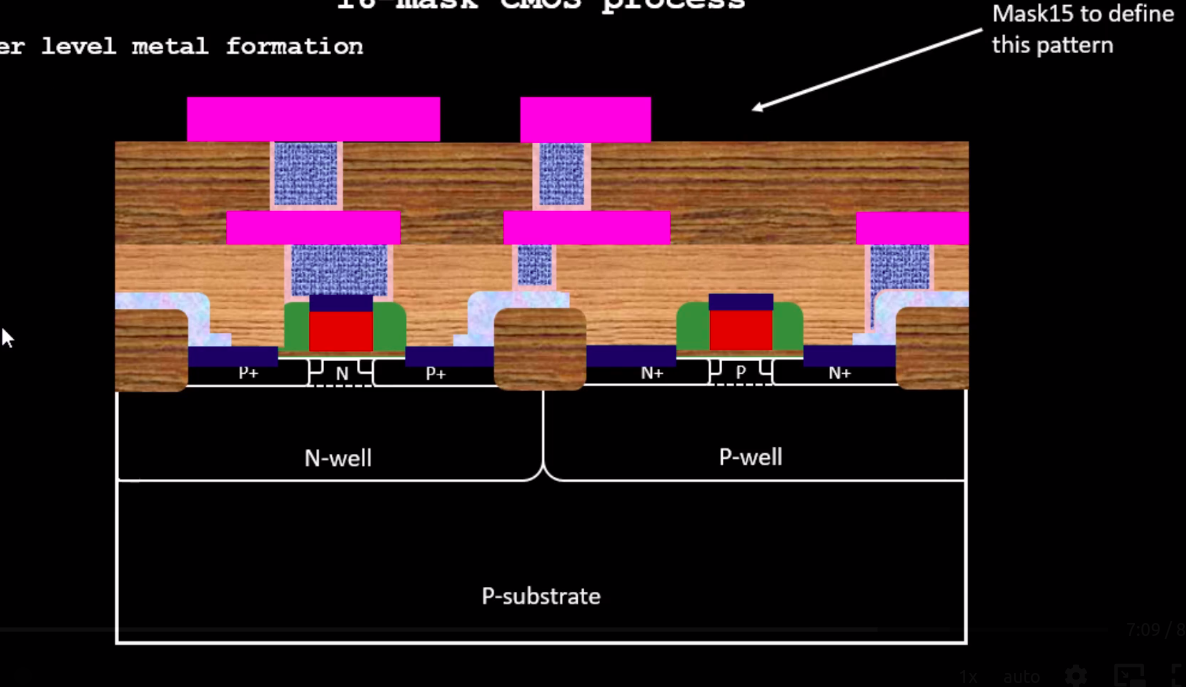 16-mask CMOS process
er level metal formation
Mask15 to define
this pattern
P+
N
P+
N+
P
N+
N-well
P-well
P-substrate
7:09 / 8
1x
auto